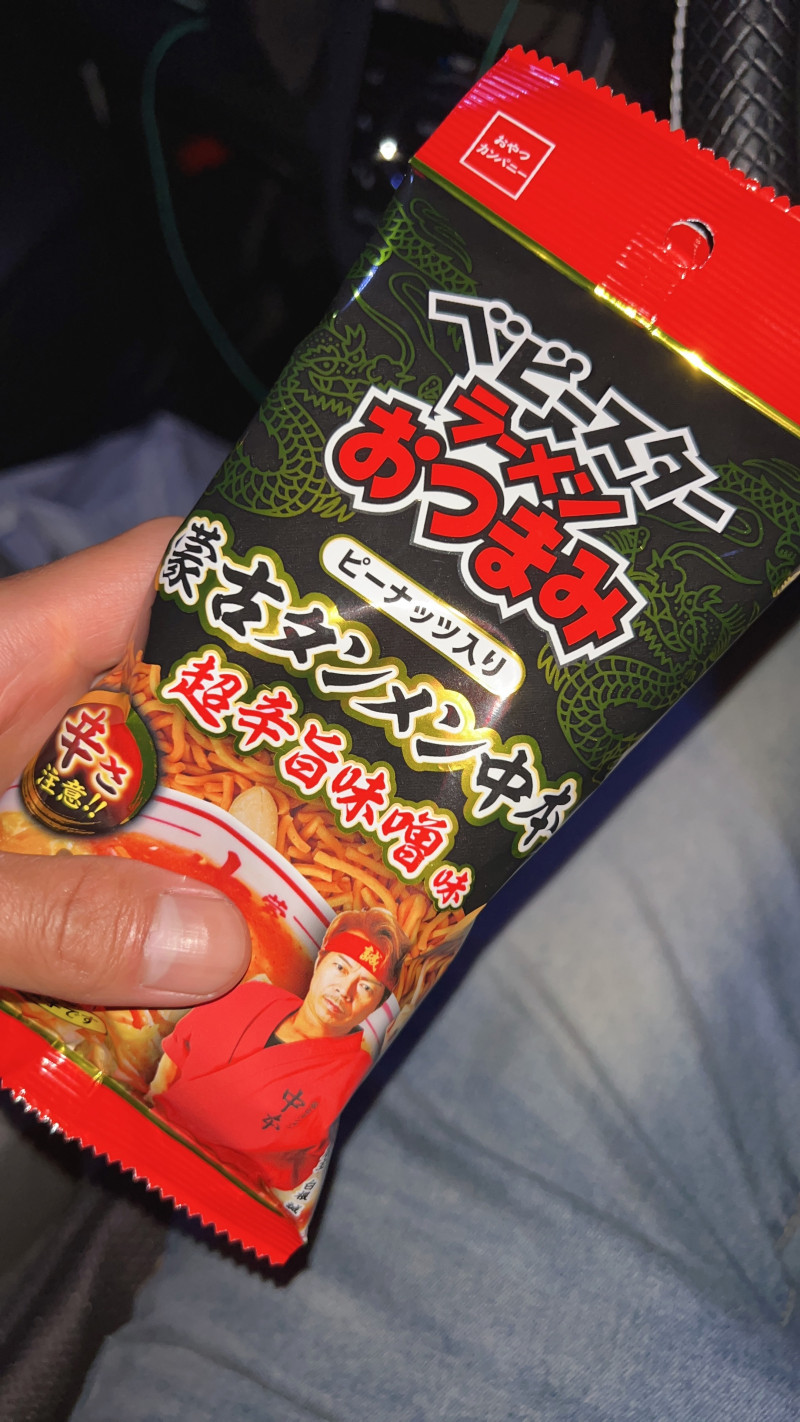 おやつ
カンパニー
ベビースター
ラーメン
おつまみ
ピーナッツ入り
蒙古タンメン中本
超辛旨味噌味
辛さ
注意!!
誠
中本